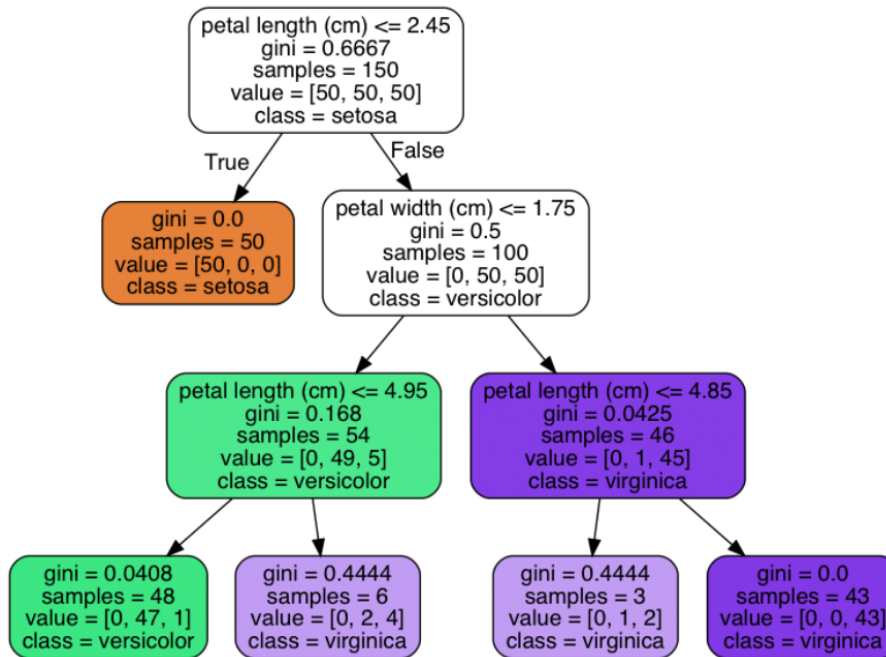 petal length (cm) <= 2.45
gini = 0.6667
samples = 150
value = [50, 50, 50]
class = setosa
True
False
gini = 0.0
samples = 50
value = [50, 0, 0]
class = setosa
petal width (cm) <= 1.75
gini = 0.5
samples = 100
value = [0, 50, 50]
class = versicolor
petal length (cm) <= 4.95
gini = 0.168
samples = 54
value = [0, 49, 5]
class = versicolor
petal length (cm) <= 4.85
gini = 0.0425
samples = 46
value = [0, 1, 45]
class = virginica
gini = 0.0408
samples = 48
value = [0, 47, 1]
class = versicolor
gini = 0.4444
samples = 6
value = [0, 2, 4]
class = virginica
gini = 0.4444
samples = 3
value = [0, 1, 2]
class = virginica
gini = 0.0
samples = 43
value = [0, 0, 43]
class = virginica